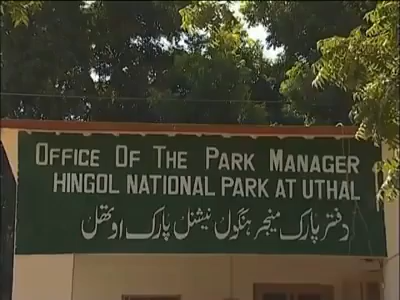 OFFICE OF THE PARK MANAGER
HINGOL NATIONAL PARK AT UTHAL
دفتر پارک منیجر ہنگول نیشنل پارک اوتھل